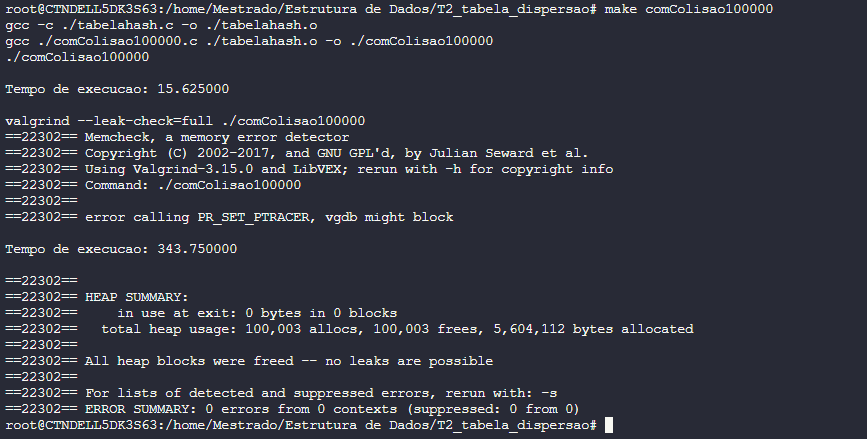 root@CTNDELL5DK3S63:/home/Mestrado/Estrutura de Dados/T2_tabela_dispersao# make comColisao100000
gcc -c ./tabelahash.c -o ./tabelahash.o
gcc ./comColisao100000.c ./tabelahash.o -o ./comColisao100000
./comColisao100000
Tempo de execucao: 15.625000
valgrind --leak-check=full ./comColisao100000
==22302== Memcheck, a memory error detector
==22302== Copyright (C) 2002-2017, and GNU GPL'd, by Julian Seward et al.
==22302== Using Valgrind-3.15.0 and LibVEX; rerun with -h for copyright info
==22302== Command: ./comColisao100000
==22302==
==22302== error calling PR_SET_PTRACER, vgdb might block
Tempo de execucao: 343.750000
==22302==
==22302== HEAP SUMMARY:
==22302==     in use at exit: 0 bytes in 0 blocks
==22302==   total heap usage: 100,003 allocs, 100,003 frees, 5,604,112 bytes allocated
==22302==
==22302== All heap blocks were freed -- no leaks are possible
==22302==
==22302== For lists of detected and suppressed errors, rerun with: -s
==22302== ERROR SUMMARY: 0 errors from 0 contexts (suppressed: 0 from 0)
root@CTNDELL5DK3S63:/home/Mestrado/Estrutura de Dados/T2_tabela_dispersao#